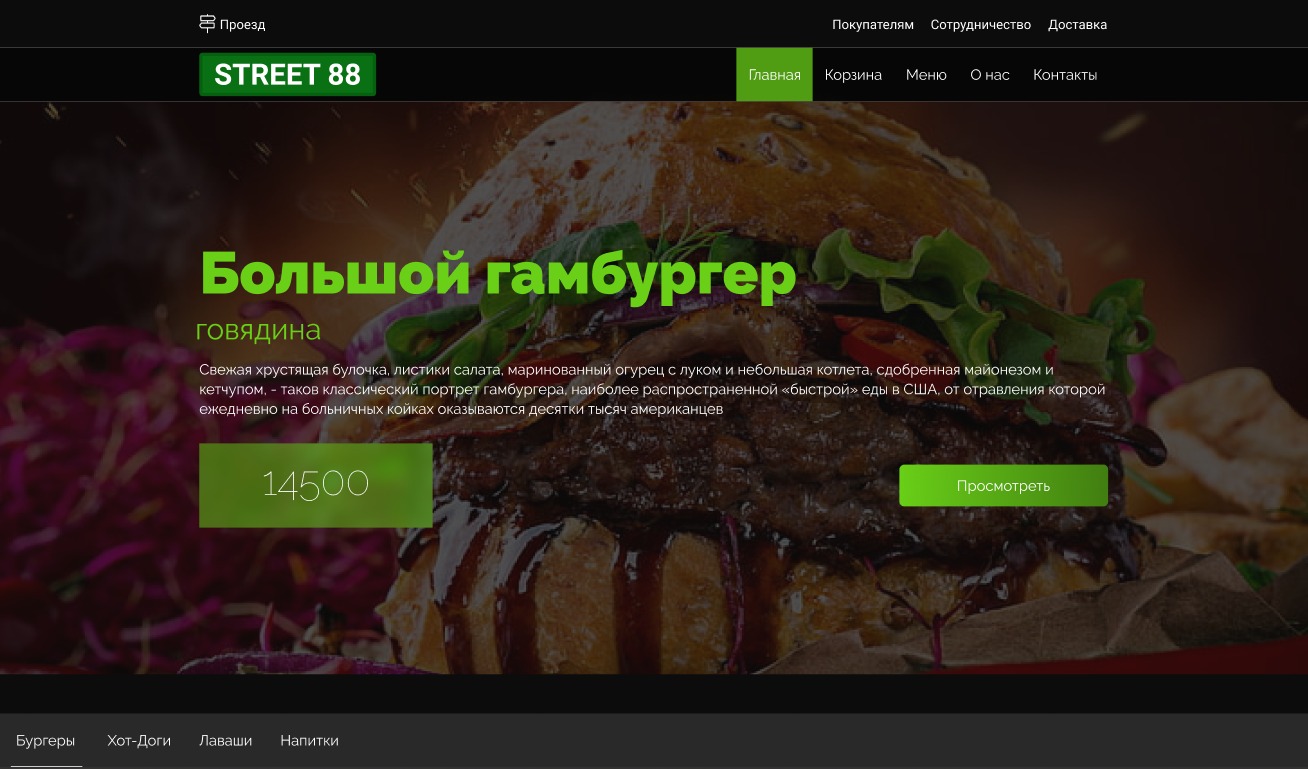 Проезд
Покупателям Сотрудничество Доставка
STREET 88
Главная Корзина Меню О нас Контакты
Большой гамбургер
говядина
Свежая хрустящая булочка, листики салата, маринованный огурец с луком и небольшая котлета, сдобренная майонезом и
кетчупом, - таков классический портрет гамбургера, наиболее распространенной «быстрой» еды в США, от отравления которой
ежедневно на больничных койках оказываются десятки тысяч американцев
14500
Просмотреть
Бургеры Хот-Доги Лаваши Напитки